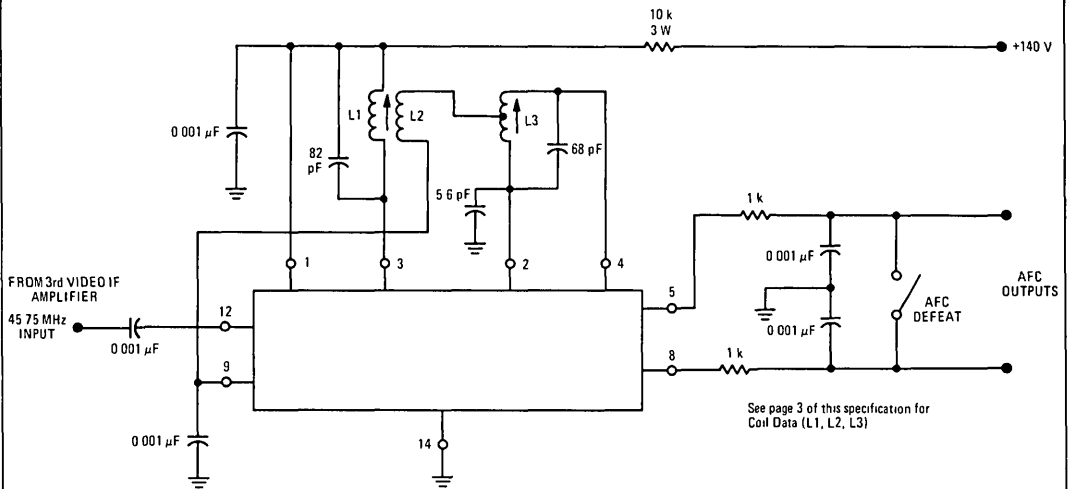 10 k
3 W
+140 V
0 001 µF
L1
L2
L3
82
pF
68 pF
5 6 pF
1 k
1
3
2
4
FROM 3rd VIDEO IF
AMPLIFIER
45 75 MHz
INPUT
0 001 µF
12
9
5
8
0 001 µF
0 001 µF
AFC
DEFEAT
AFC
OUTPUTS
1 k
See page 3 of this specification for
Coil Data (L1, L2, L3)
0 001 µF
14